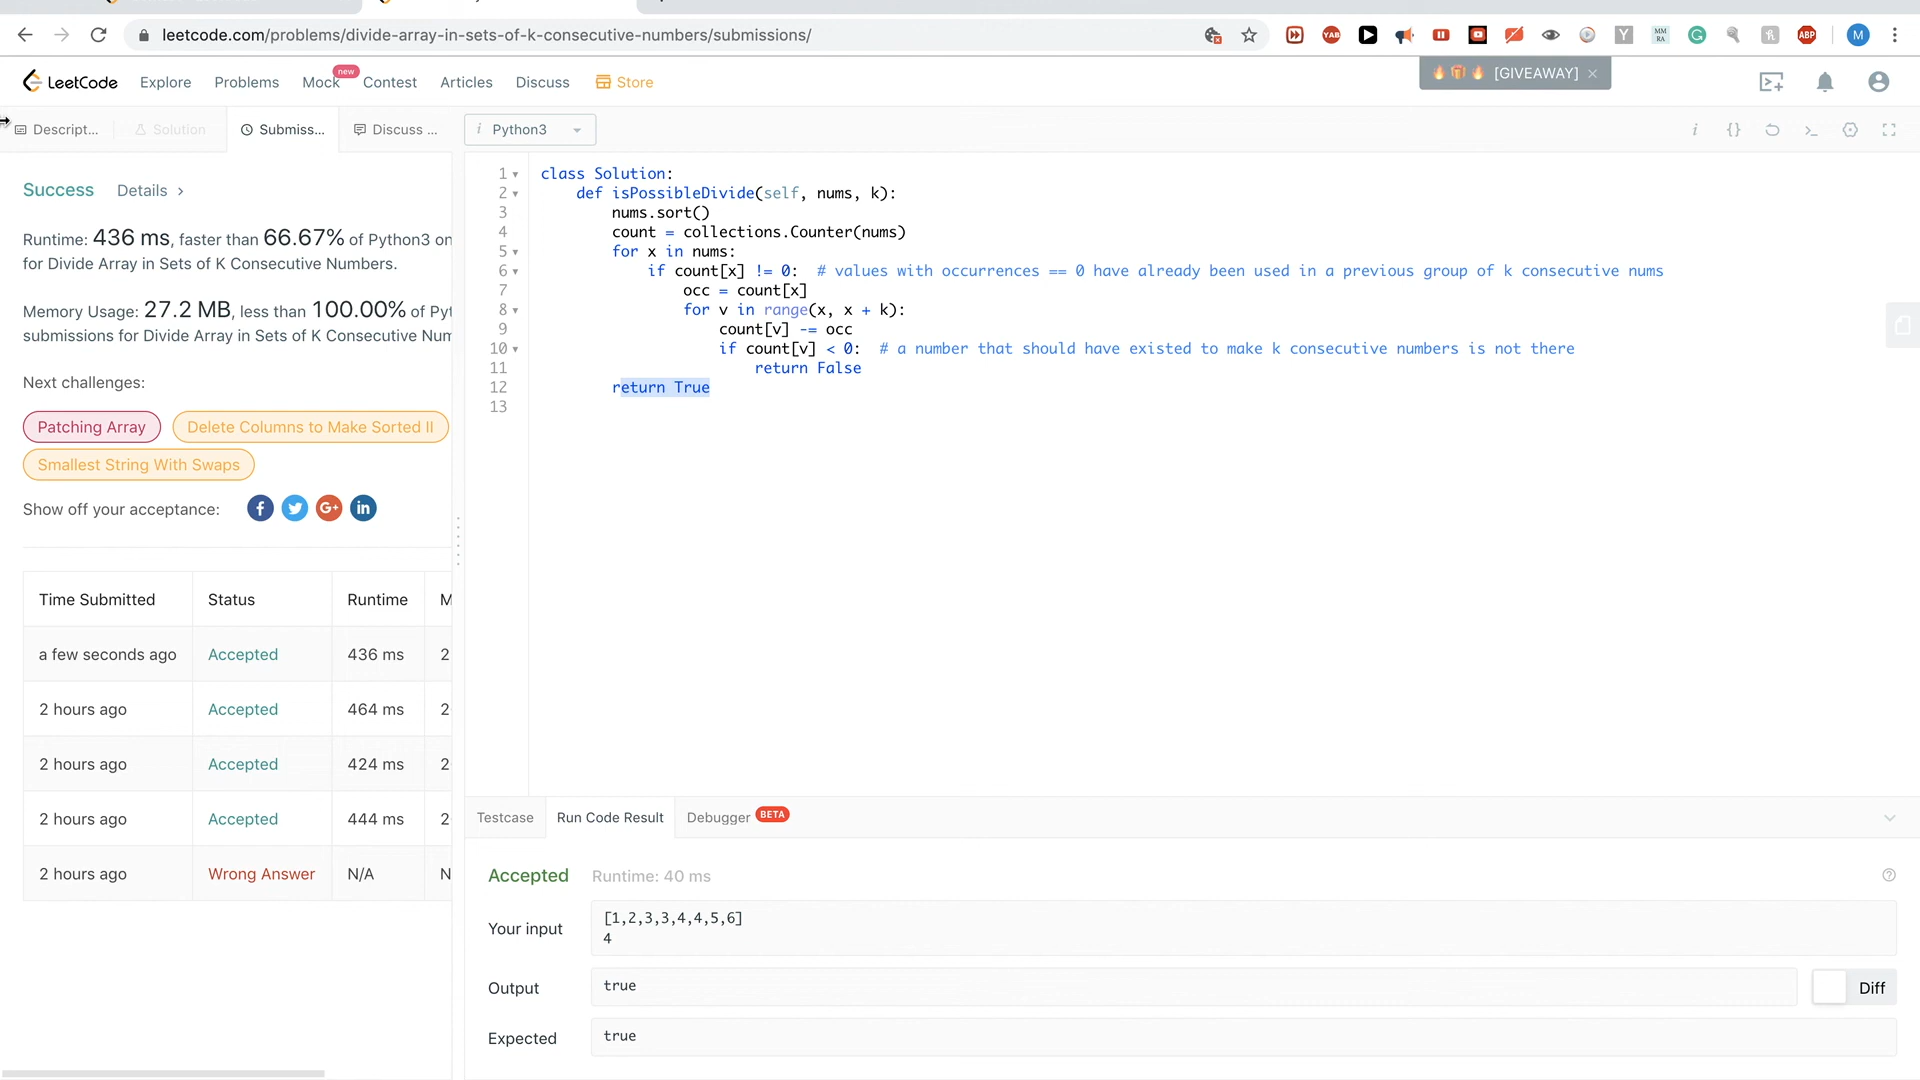 leetcode.com/problems/divide-array-in-sets-of-k-consecutive-numbers/submissions/
YAB
MM
RA
Y
ABP
M
LeetCode
Explore
Problems
Mock
new
Contest
Articles
Discuss
Store
[GIVEAWAY] ×
Descript...
Solution
Submiss...
Discuss ...
i Python3
Success
Details >
Runtime: 436 ms, faster than 66.67% of Python3 on
for Divide Array in Sets of K Consecutive Numbers.
Memory Usage: 27.2 MB, less than 100.00% of Pyt
submissions for Divide Array in Sets of K Consecutive Num
Next challenges:
Patching Array
Delete Columns to Make Sorted II
Smallest String With Swaps
Show off your acceptance:
Time Submitted Status Runtime M
a few seconds ago Accepted 436 ms 2
2 hours ago Accepted 464 ms 2
2 hours ago Accepted 424 ms 2
2 hours ago Accepted 444 ms 2
2 hours ago Wrong Answer N/A N
1 class Solution:
2 def isPossibleDivide(self, nums, k):
3 nums.sort()
4 count = collections.Counter(nums)
5 for x in nums:
6 if count[x] != 0: # values with occurrences == 0 have already been used in a previous group of k consecutive nums
7 occ = count[x]
8 for v in range(x, x + k):
9 count[v] -= occ
10 if count[v] < 0: # a number that should have existed to make k consecutive numbers is not there
11 return False
12 return True
13
Testcase
Run Code Result
Debugger BETA
Accepted Runtime: 40 ms
Your input
[1,2,3,3,4,4,5,6]
4
Output
true
Diff
Expected
true